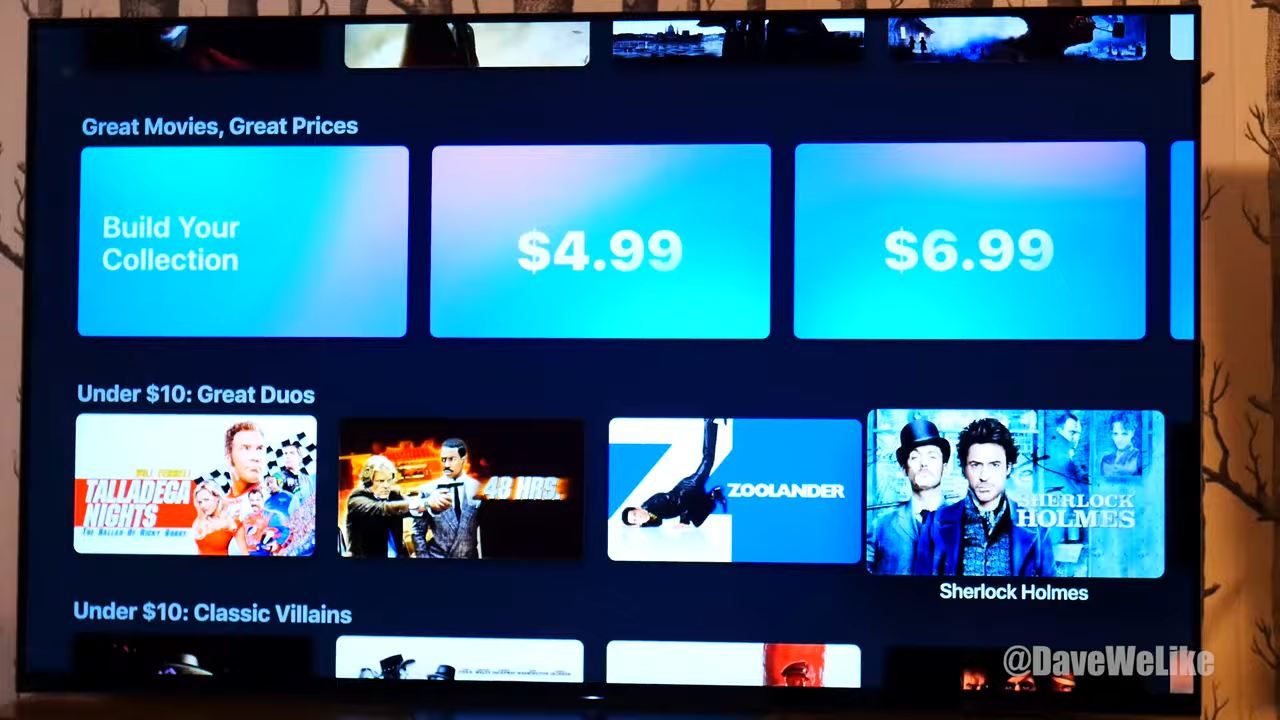 Great Movies, Great Prices
Build Your
Collection
$4.99
$6.99
Under $10: Great Duos
WILL FERRELL
TALLADEGA
NIGHTS
THE BALLAD OF RICKY BOBBY
48 HRS.
ZOOLANDER
SHERLOCK
HOLMES
Sherlock Holmes
Under $10: Classic Villains
@DaveWeLike